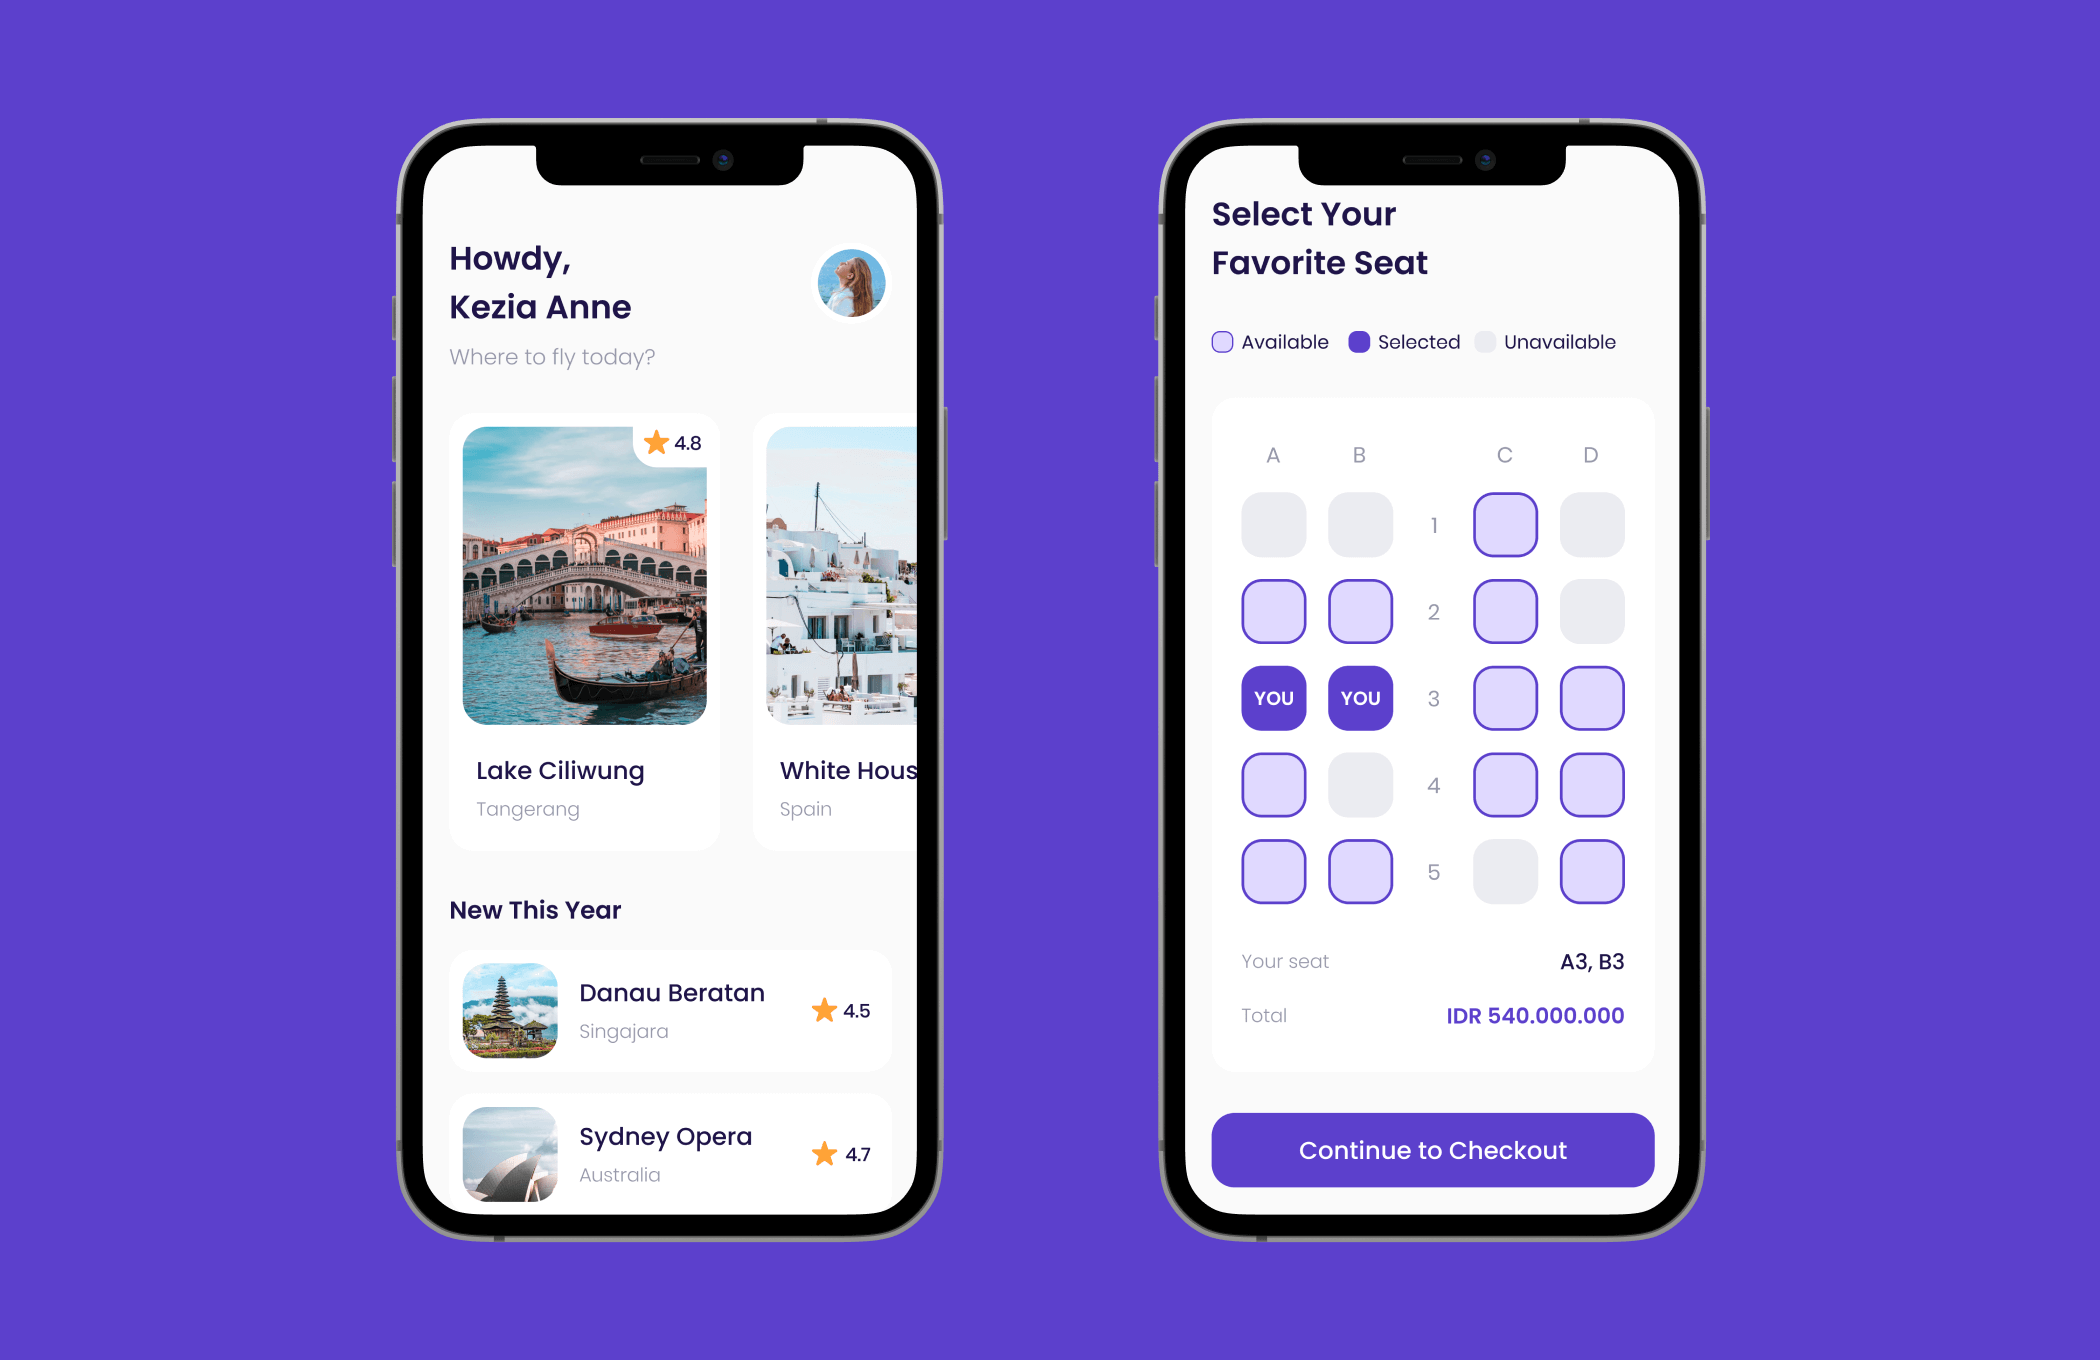 Howdy,
Kezia Anne
Where to fly today?
4.8
Lake Ciliwung
Tangerang
White Hous
Spain
New This Year
Danau Beratan
Singajara
4.5
Sydney Opera
Australia
4.7
Select Your
Favorite Seat
Available Selected Unavailable
A B C D
1
2
YOU YOU 3
4
5
Your seat A3, B3
Total IDR 540.000.000
Continue to Checkout